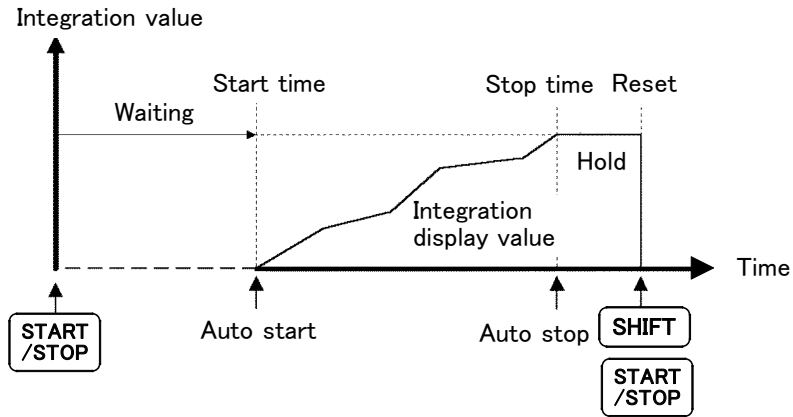 Integration value
Start time
Stop time
Reset
Waiting
Hold
Integration
display value
Time
START
/STOP
Auto start
Auto stop
SHIFT
START
/STOP